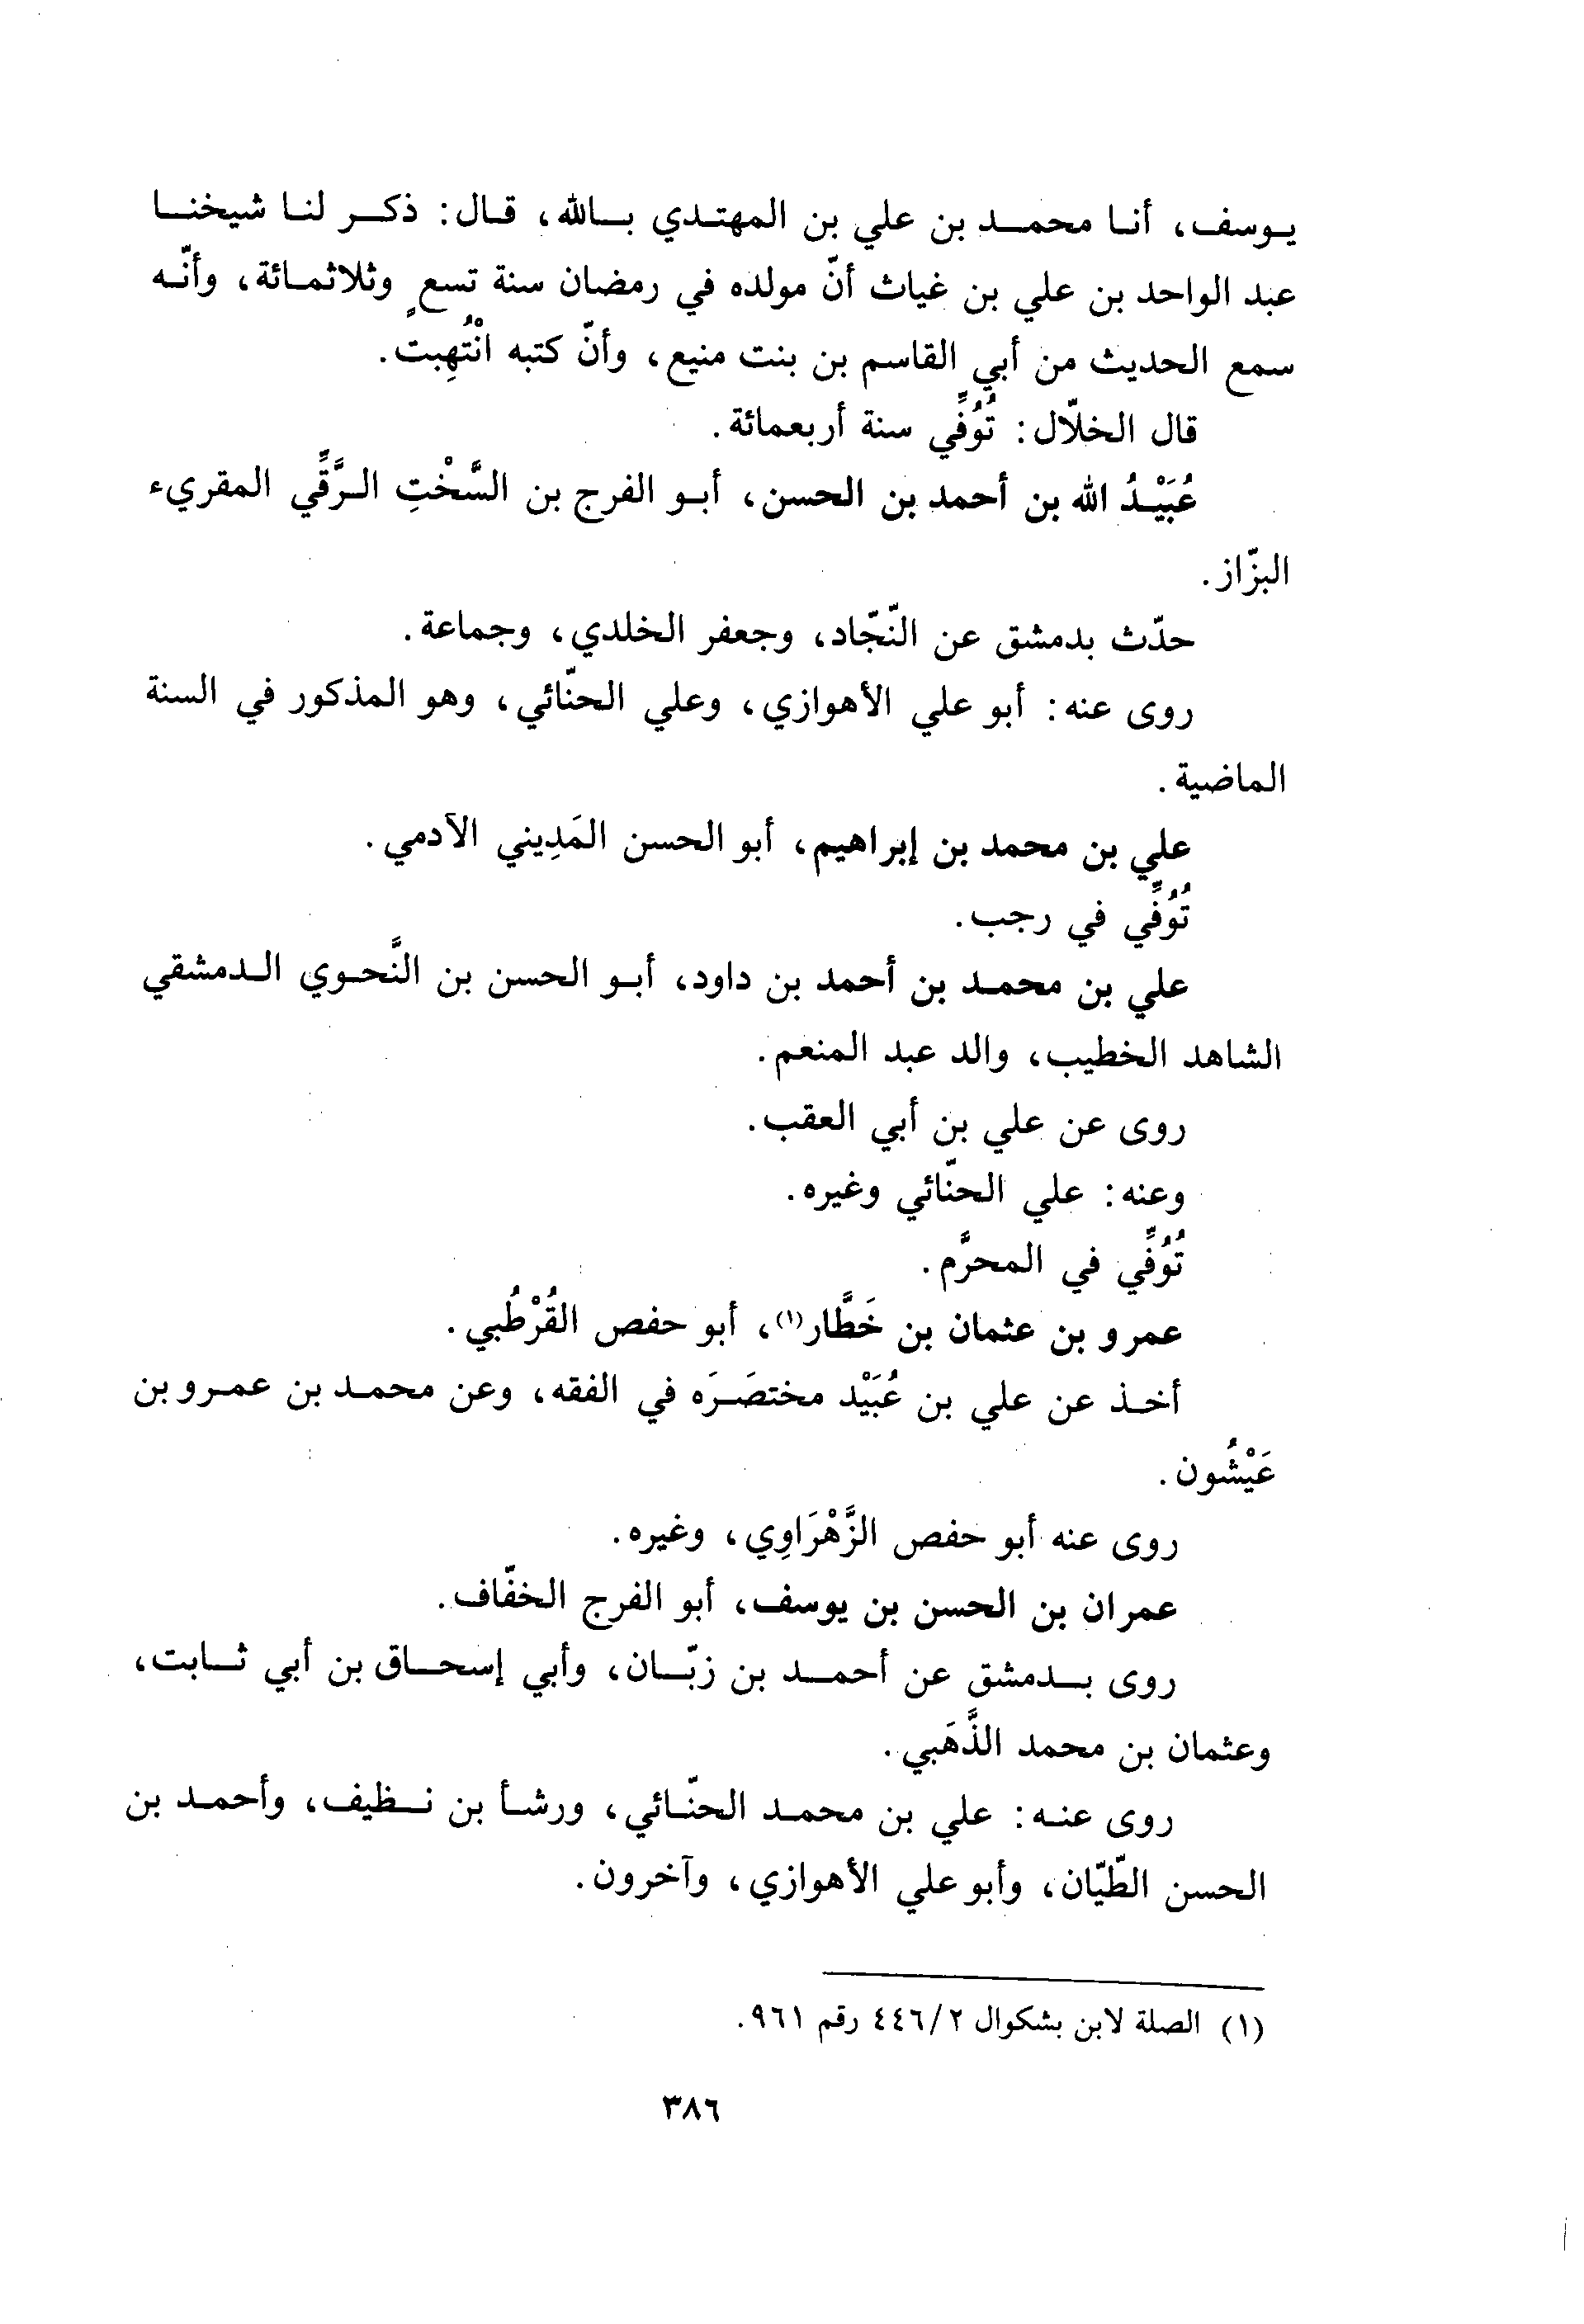 يوسف، أنا محمد بن علي بن المهتدي بالله، قال: ذكر لنا شيخنا
عبد الواحد بن علي بن غياث أنّ مولده في رمضان سنة تسعٍ وثلاثمائة، وأنّه
سمع الحديث من أبي القاسم بن بنت منيع، وأنّ كتبه انْتُهِبت.
قال الخلّال: تُوُفِّي سنة أربعمائة.
عُبَيْدُ الله بن أحمد بن الحسن، أبو الفرج بن السَّخْتِ الرَّقِّي المقريء
البزّاز.
حدّث بدمشق عن النّجّاد، وجعفر الخلدي، وجماعة.
روى عنه: أبو علي الأهوازي، وعلي الحنّائي، وهو المذكور في السنة
الماضية.
علي بن محمد بن إبراهيم، أبو الحسن المَدِيني الآدمي.
تُوُفِّي في رجب.
علي بن محمد بن أحمد بن داود، أبو الحسن بن النَّحوي الدمشقي
الشاهد الخطيب، والد عبد المنعم.
روى عن علي بن أبي العقب.
وعنه: علي الحنّائي وغيره.
تُوُفِّي في المحرَّم.
عمرو بن عثمان بن خَطَّار(١)، أبو حفص القُرْطُبي.
أخذ عن علي بن عُبَيْد مختصَرَه في الفقه، وعن محمد بن عمرو بن
عَيْشُون.
روى عنه أبو حفص الزَّهْرَاوِي، وغيره.
عمران بن الحسن بن يوسف، أبو الفرج الخفّاف.
روى بدمشق عن أحمد بن زبّان، وأبي إسحاق بن أبي ثابت،
وعثمان بن محمد الذَّهَبي.
روى عنه: علي بن محمد الحنّائي، ورشأ بن نظيف، وأحمد بن
الحسن الطّيّان، وأبو علي الأهوازي، وآخرون.
(١) الصلة لابن بشكوال ٢/٤٤٦ رقم ٩٦١.
٣٨٦